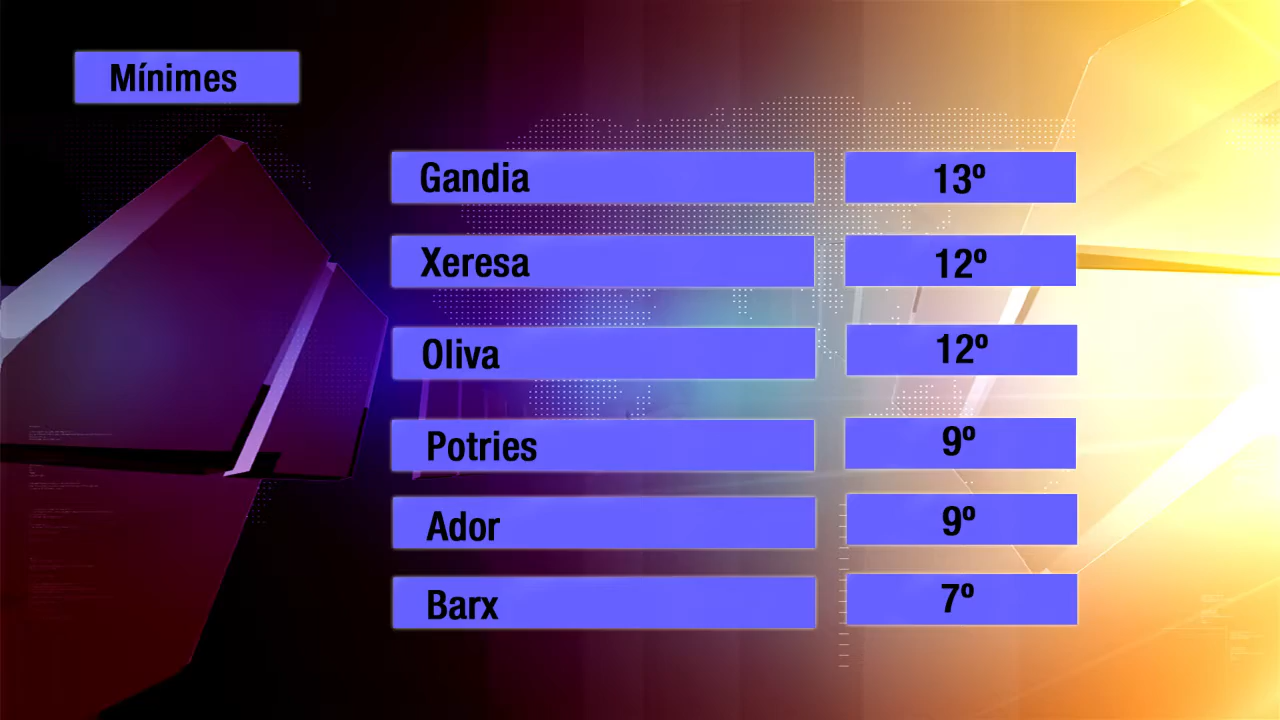 Mínimes
Gandia 13º
Xeresa 12º
Oliva 12º
Potries 9º
Ador 9º
Barx 7º